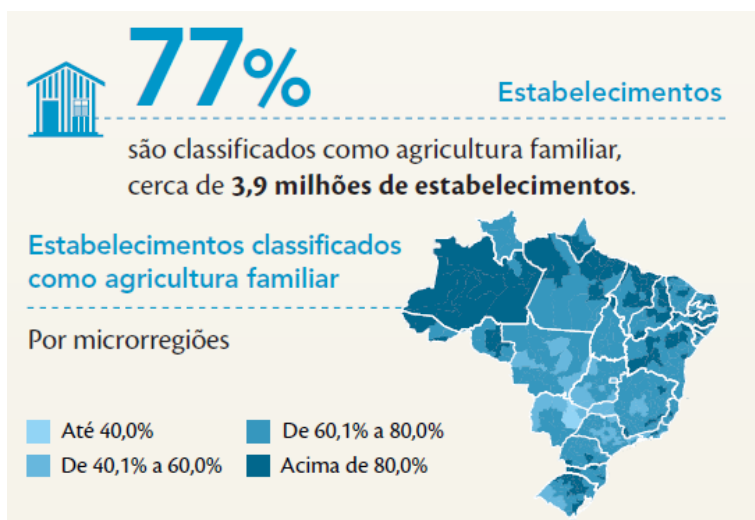 77%
Estabelecimentos
são classificados como agricultura familiar,
cerca de 3,9 milhões de estabelecimentos.
Estabelecimentos classificados
como agricultura familiar
Por microrregiões
Até 40,0%
De 60,1% a 80,0%
De 40,1% a 60,0%
Acima de 80,0%